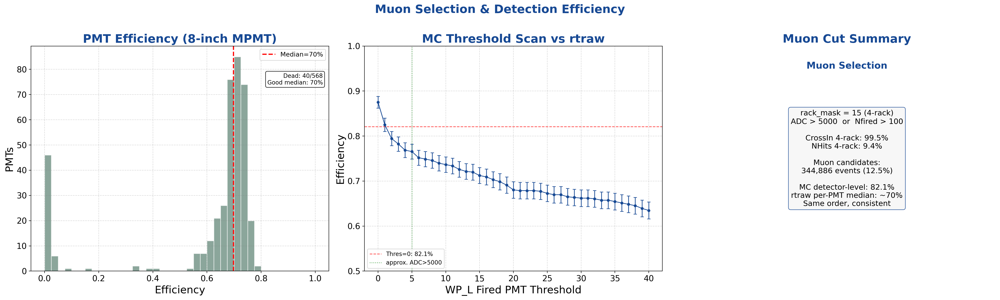 Muon Selection & Detection Efficiency
PMT Efficiency (8-inch MPMT)
Median=70%
Dead: 40/568
Good median: 70%
PMTs
80
70
60
50
40
30
20
10
0
0.0 0.2 0.4 0.6 0.8 1.0
Efficiency
MC Threshold Scan vs rtraw
Efficiency
1.0
0.9
0.8
0.7
0.6
0.5
Thres=0: 82.1%
approx. ADC>5000
0 5 10 15 20 25 30 35 40
WP_L Fired PMT Threshold
Muon Cut Summary
Muon Selection
rack_mask = 15 (4-rack)
ADC > 5000 or Nfired > 100
CrossIn 4-rack: 99.5%
NHits 4-rack: 9.4%
Muon candidates:
344,886 events (12.5%)
MC detector-level: 82.1%
rtraw per-PMT median: ~70%
Same order, consistent